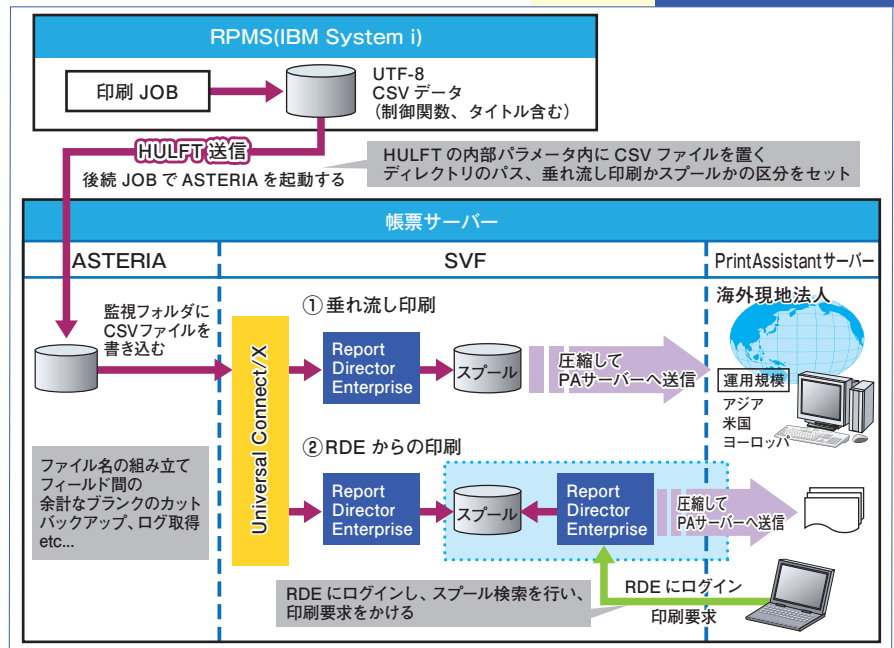 RPMS(IBM System i)
印刷 JOB
UTF-8
CSV データ
（制御関数、タイトル含む）
HULFT 送信
後続 JOB で ASTERIA を起動する
HULFT の内部パラメータ内に CSV ファイルを置く
ディレクトリのパス、垂れ流し印刷かスプールかの区分をセット
帳票サーバー
ASTERIA
SVF
PrintAssistantサーバー
監視フォルダに
CSVファイルを
書き込む
ファイル名の組み立て
フィールド間の
余計なブランクのカット
バックアップ、ログ取得
etc...
Universal Connect/X
①垂れ流し印刷
Report
Director
Enterprise
スプール
圧縮して
PAサーバーへ送信
海外現地法人
運用規模
アジア
米国
ヨーロッパ
②RDE からの印刷
Report
Director
Enterprise
スプール
Report
Director
Enterprise
圧縮して
PAサーバーへ送信
RDE にログインし、スプール検索を行い、
印刷要求をかける
RDE にログイン
印刷要求